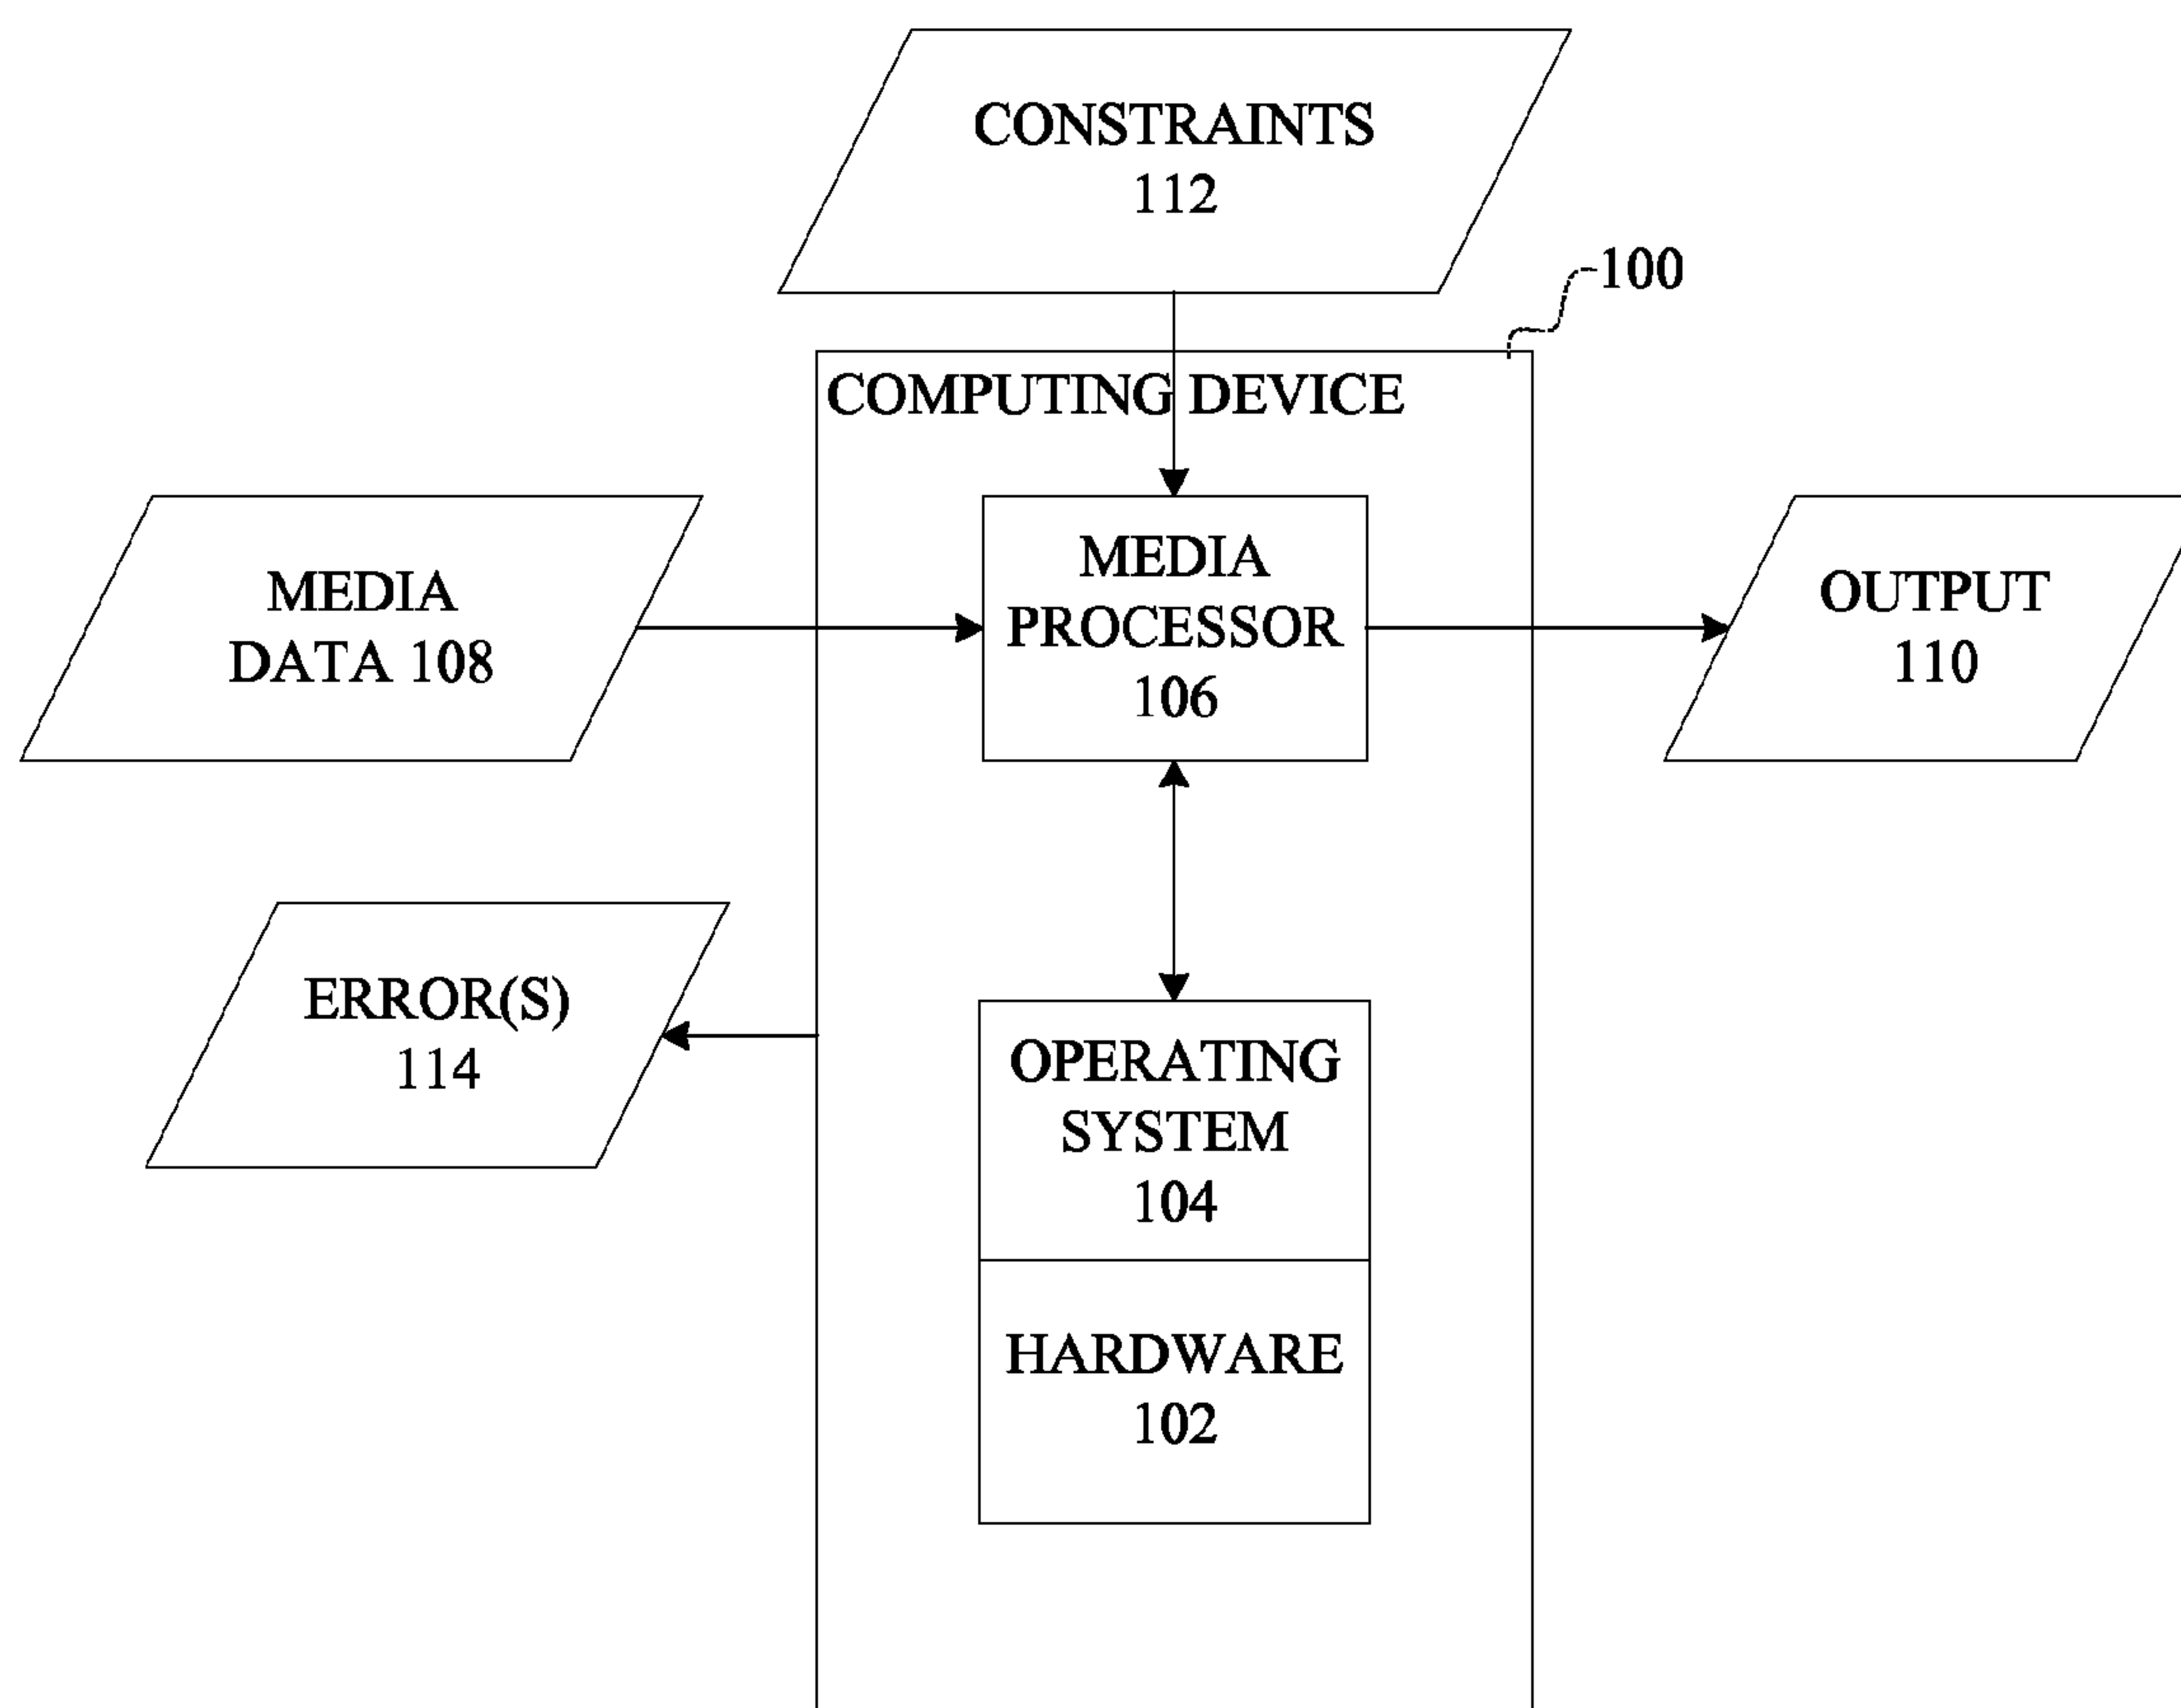 CONSTRAINTS
112
100
COMPUTING DEVICE
MEDIA
DATA 108
MEDIA
PROCESSOR
106
OUTPUT
110
ERROR(S)
114
OPERATING
SYSTEM
104
HARDWARE
102